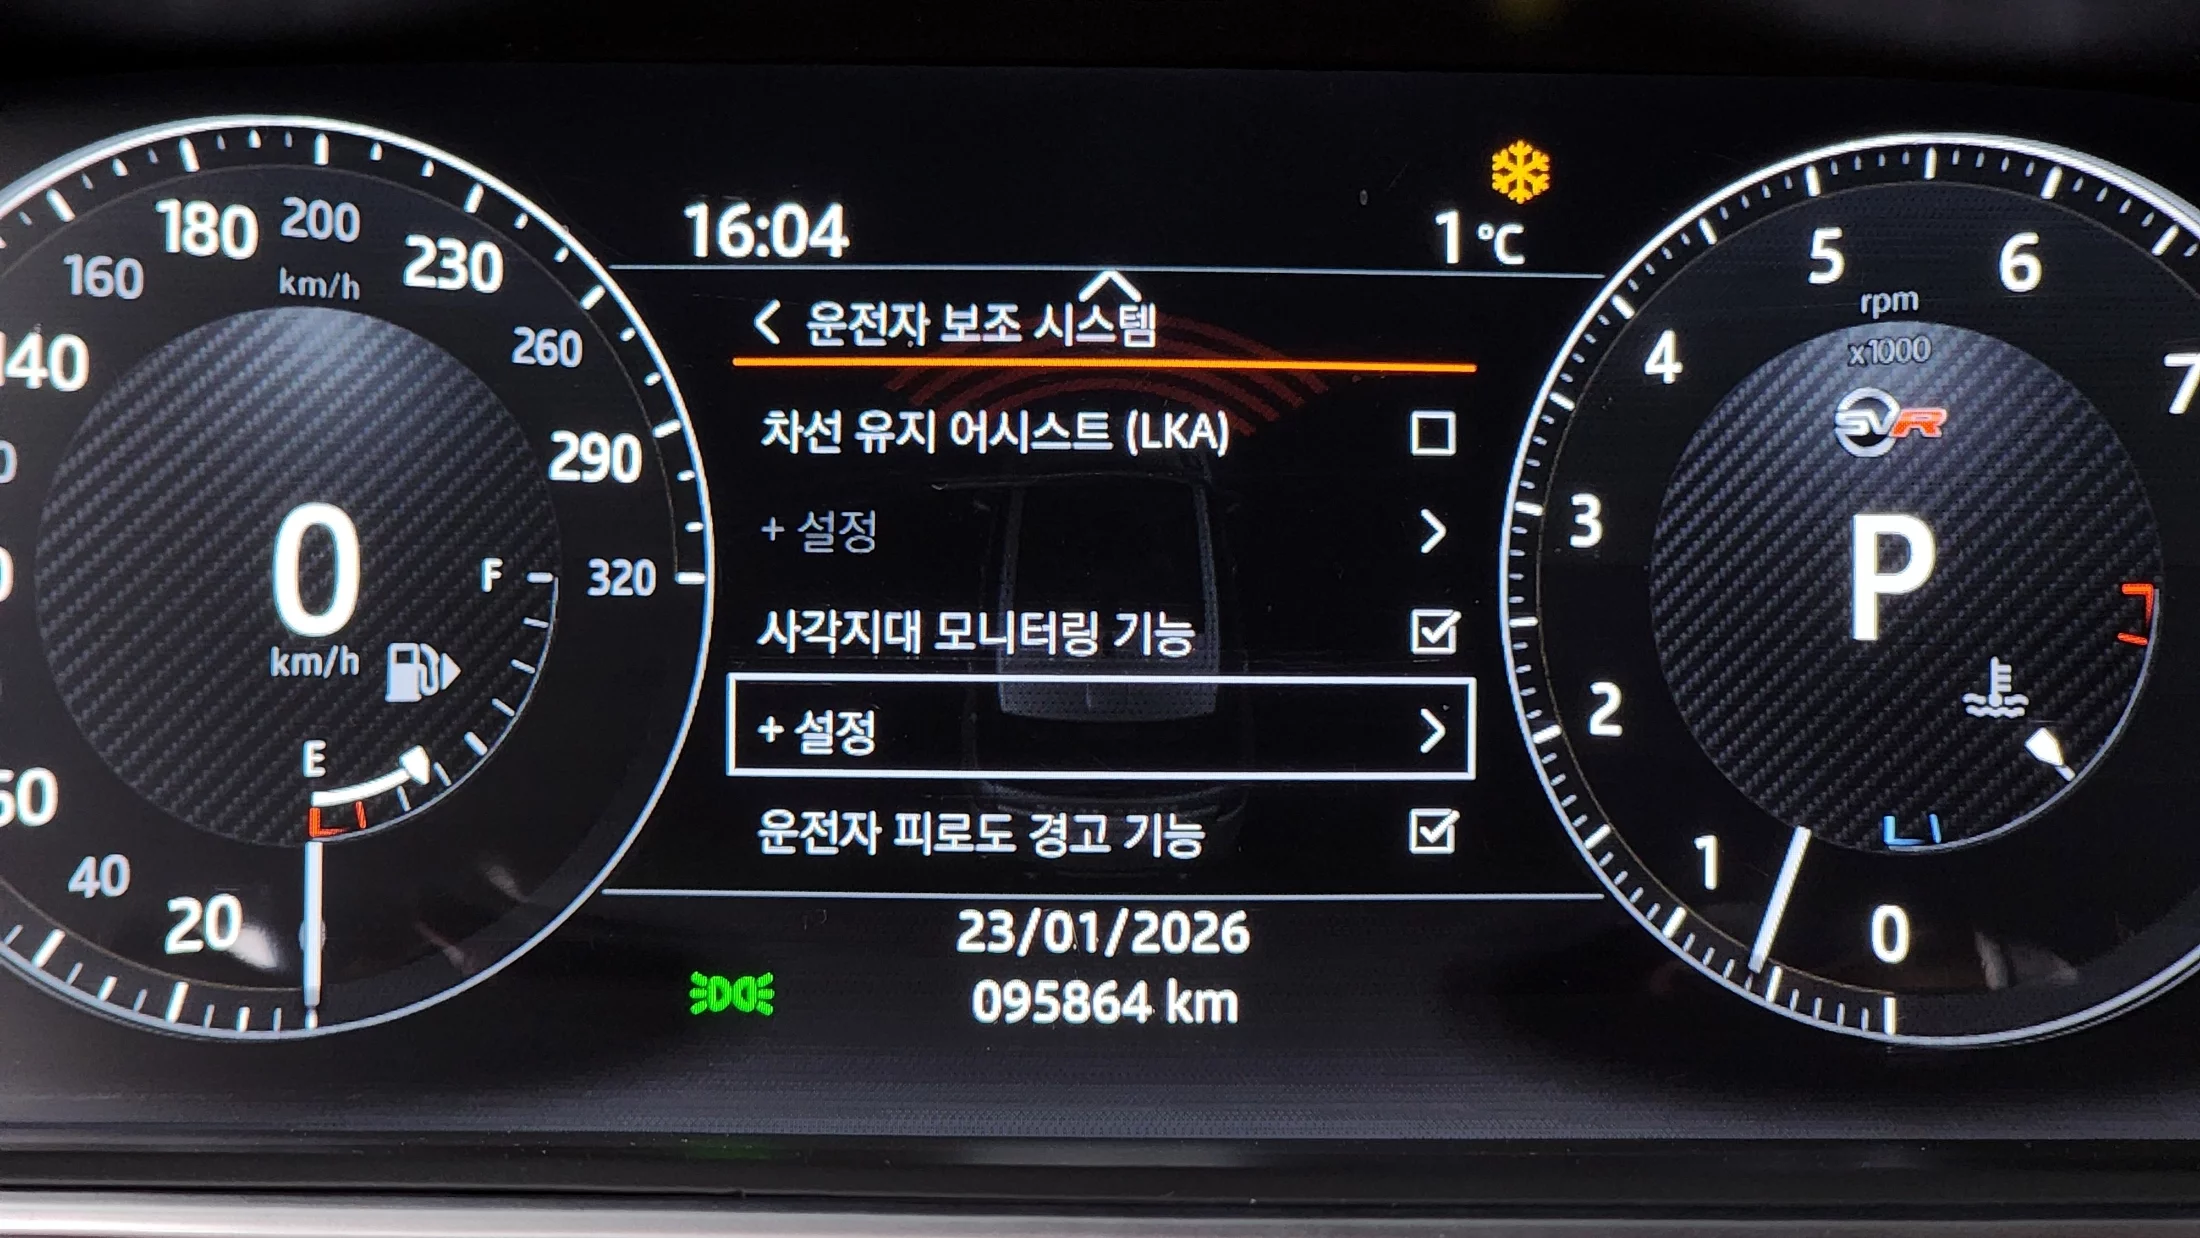 16:04
1 °C
운전자 보조 시스템
차선 유지 어시스트 (LKA)
+ 설정
사각지대 모니터링 기능
+ 설정
운전자 피로도 경고 기능
23/01/2026
095864 km
20
40
140
160
180
200
230
260
290
320
km/h
0
km/h
F
E
0
1
2
3
4
5
6
7
rpm
x1000
SVR
P